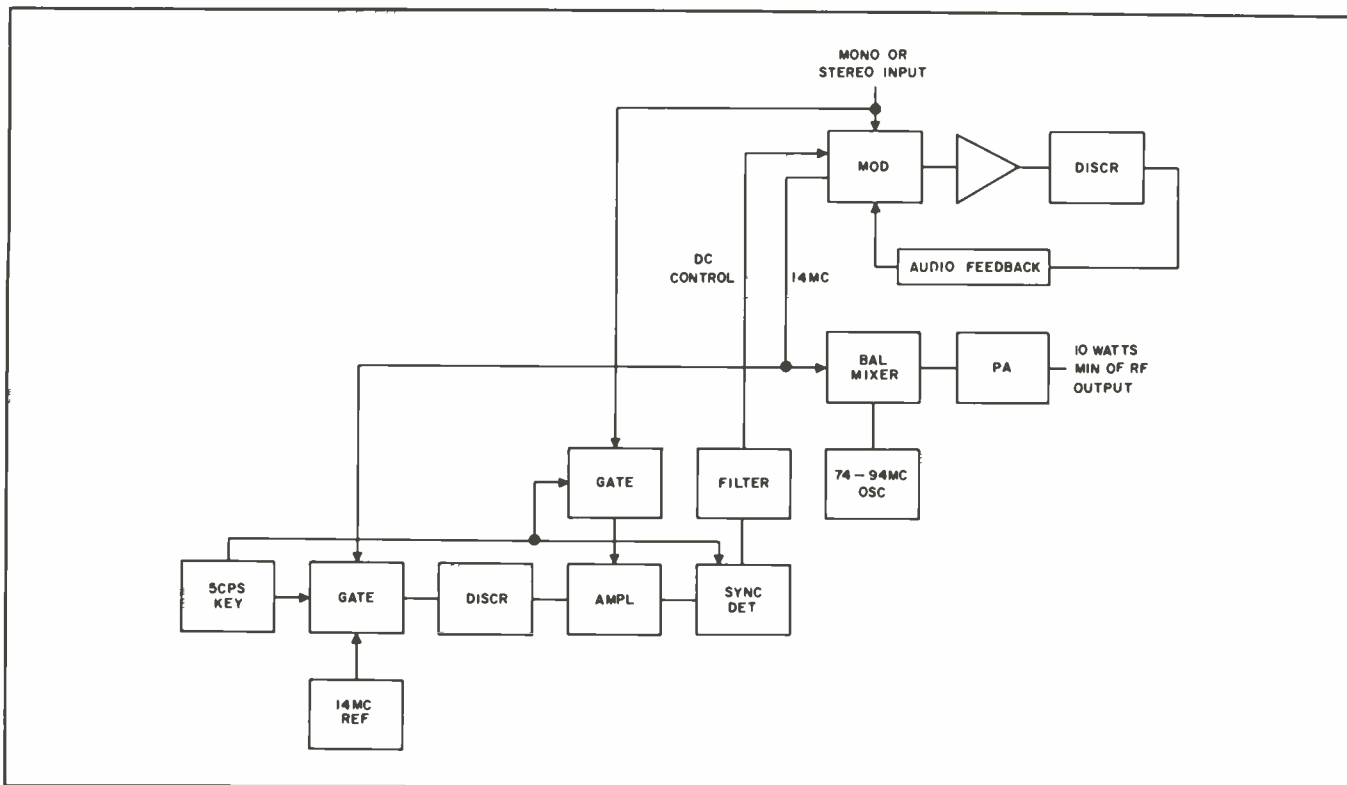 MONO OR
STEREO INPUT
MOD
DISCR
AUDIO FEEDBACK
DC
CONTROL
14MC
BAL
MIXER
PA
10 WATTS
MIN OF RF
OUTPUT
74-94MC
OSC
GATE
FILTER
5CPS
KEY
GATE
DISCR
AMPL
SYNC
DET
14MC
REF